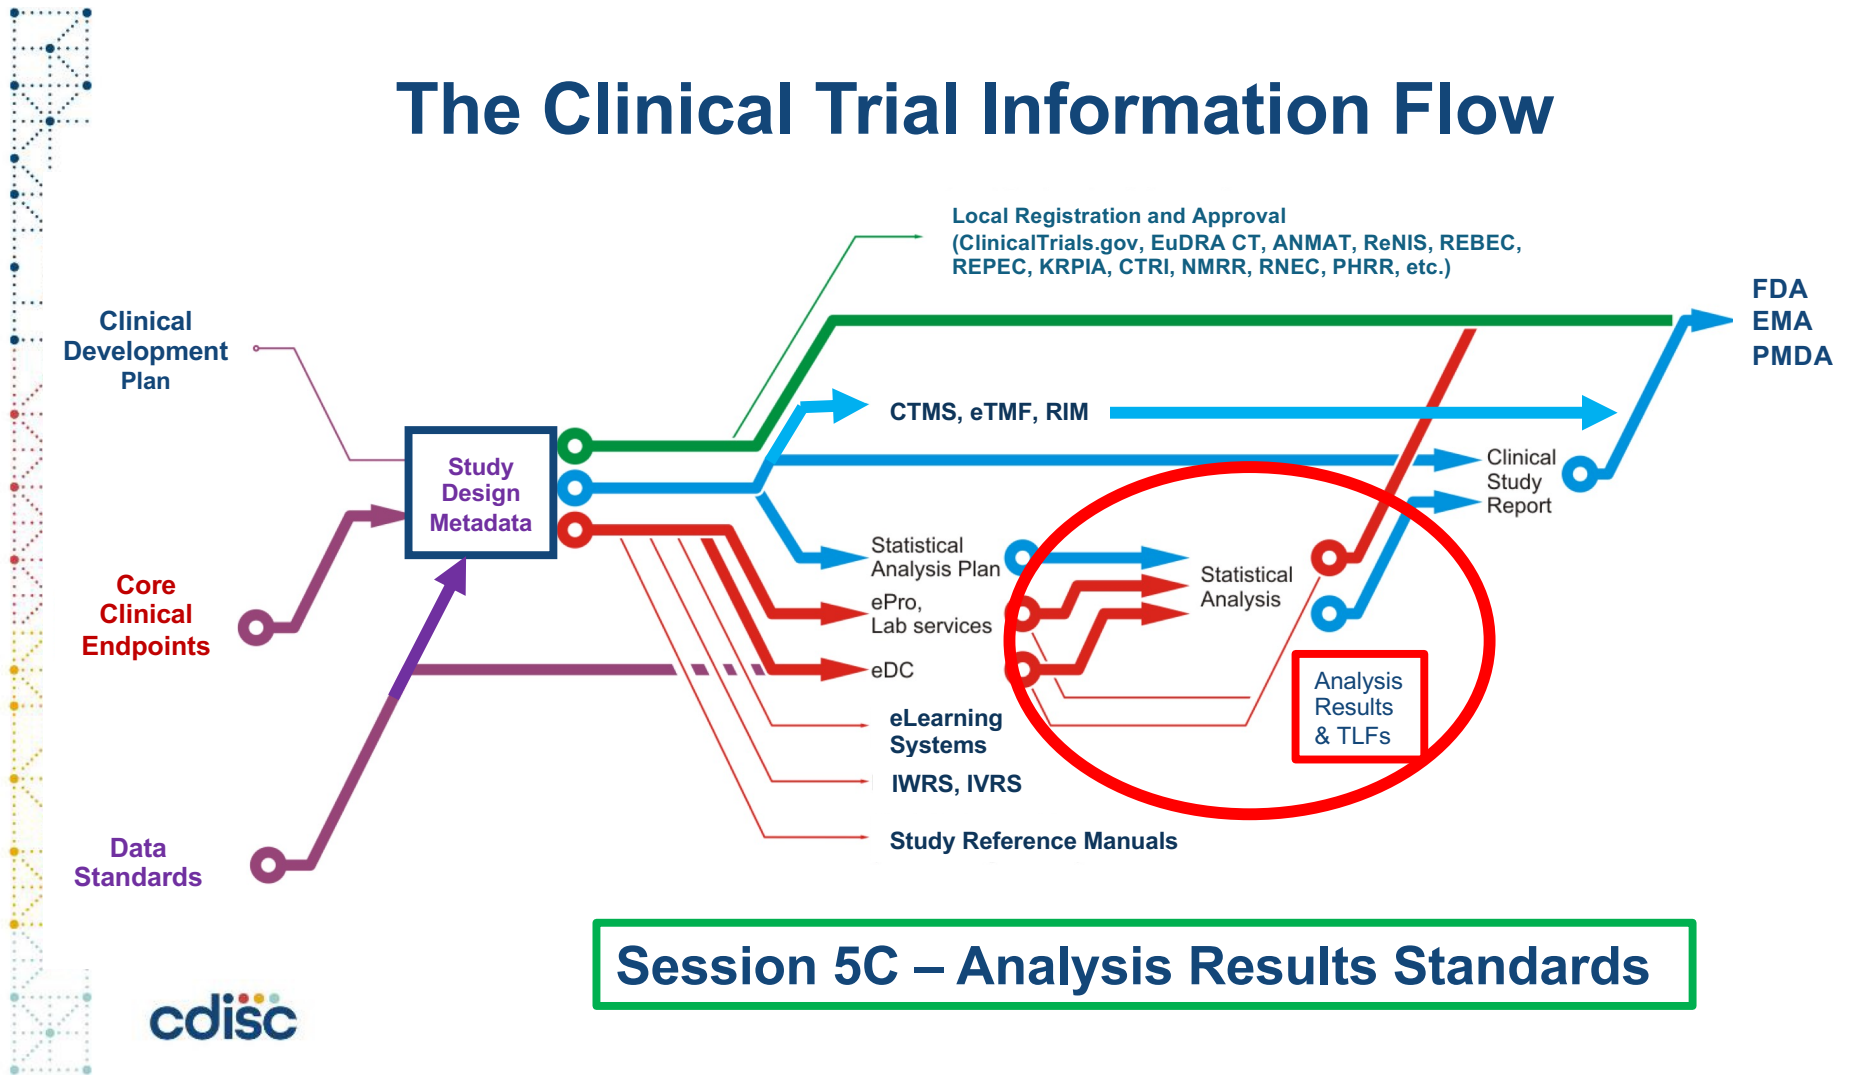 The Clinical Trial Information Flow
Local Registration and Approval
(ClinicalTrials.gov, EuDRA CT, ANMAT, ReNIS, REBEC,
REPEC, KRPIA, CTRI, NMRR, RNEC, PHRR, etc.)
FDA
EMA
PMDA
Clinical
Development
Plan
CTMS, eTMF, RIM
Study
Design
Metadata
Clinical
Study
Report
Statistical
Analysis Plan
Statistical
Analysis
ePro,
Lab services
Core
Clinical
Endpoints
eDC
Analysis
Results
& TLFs
eLearning
Systems
IWRS, IVRS
Study Reference Manuals
Data
Standards
Session 5C – Analysis Results Standards
cdisc